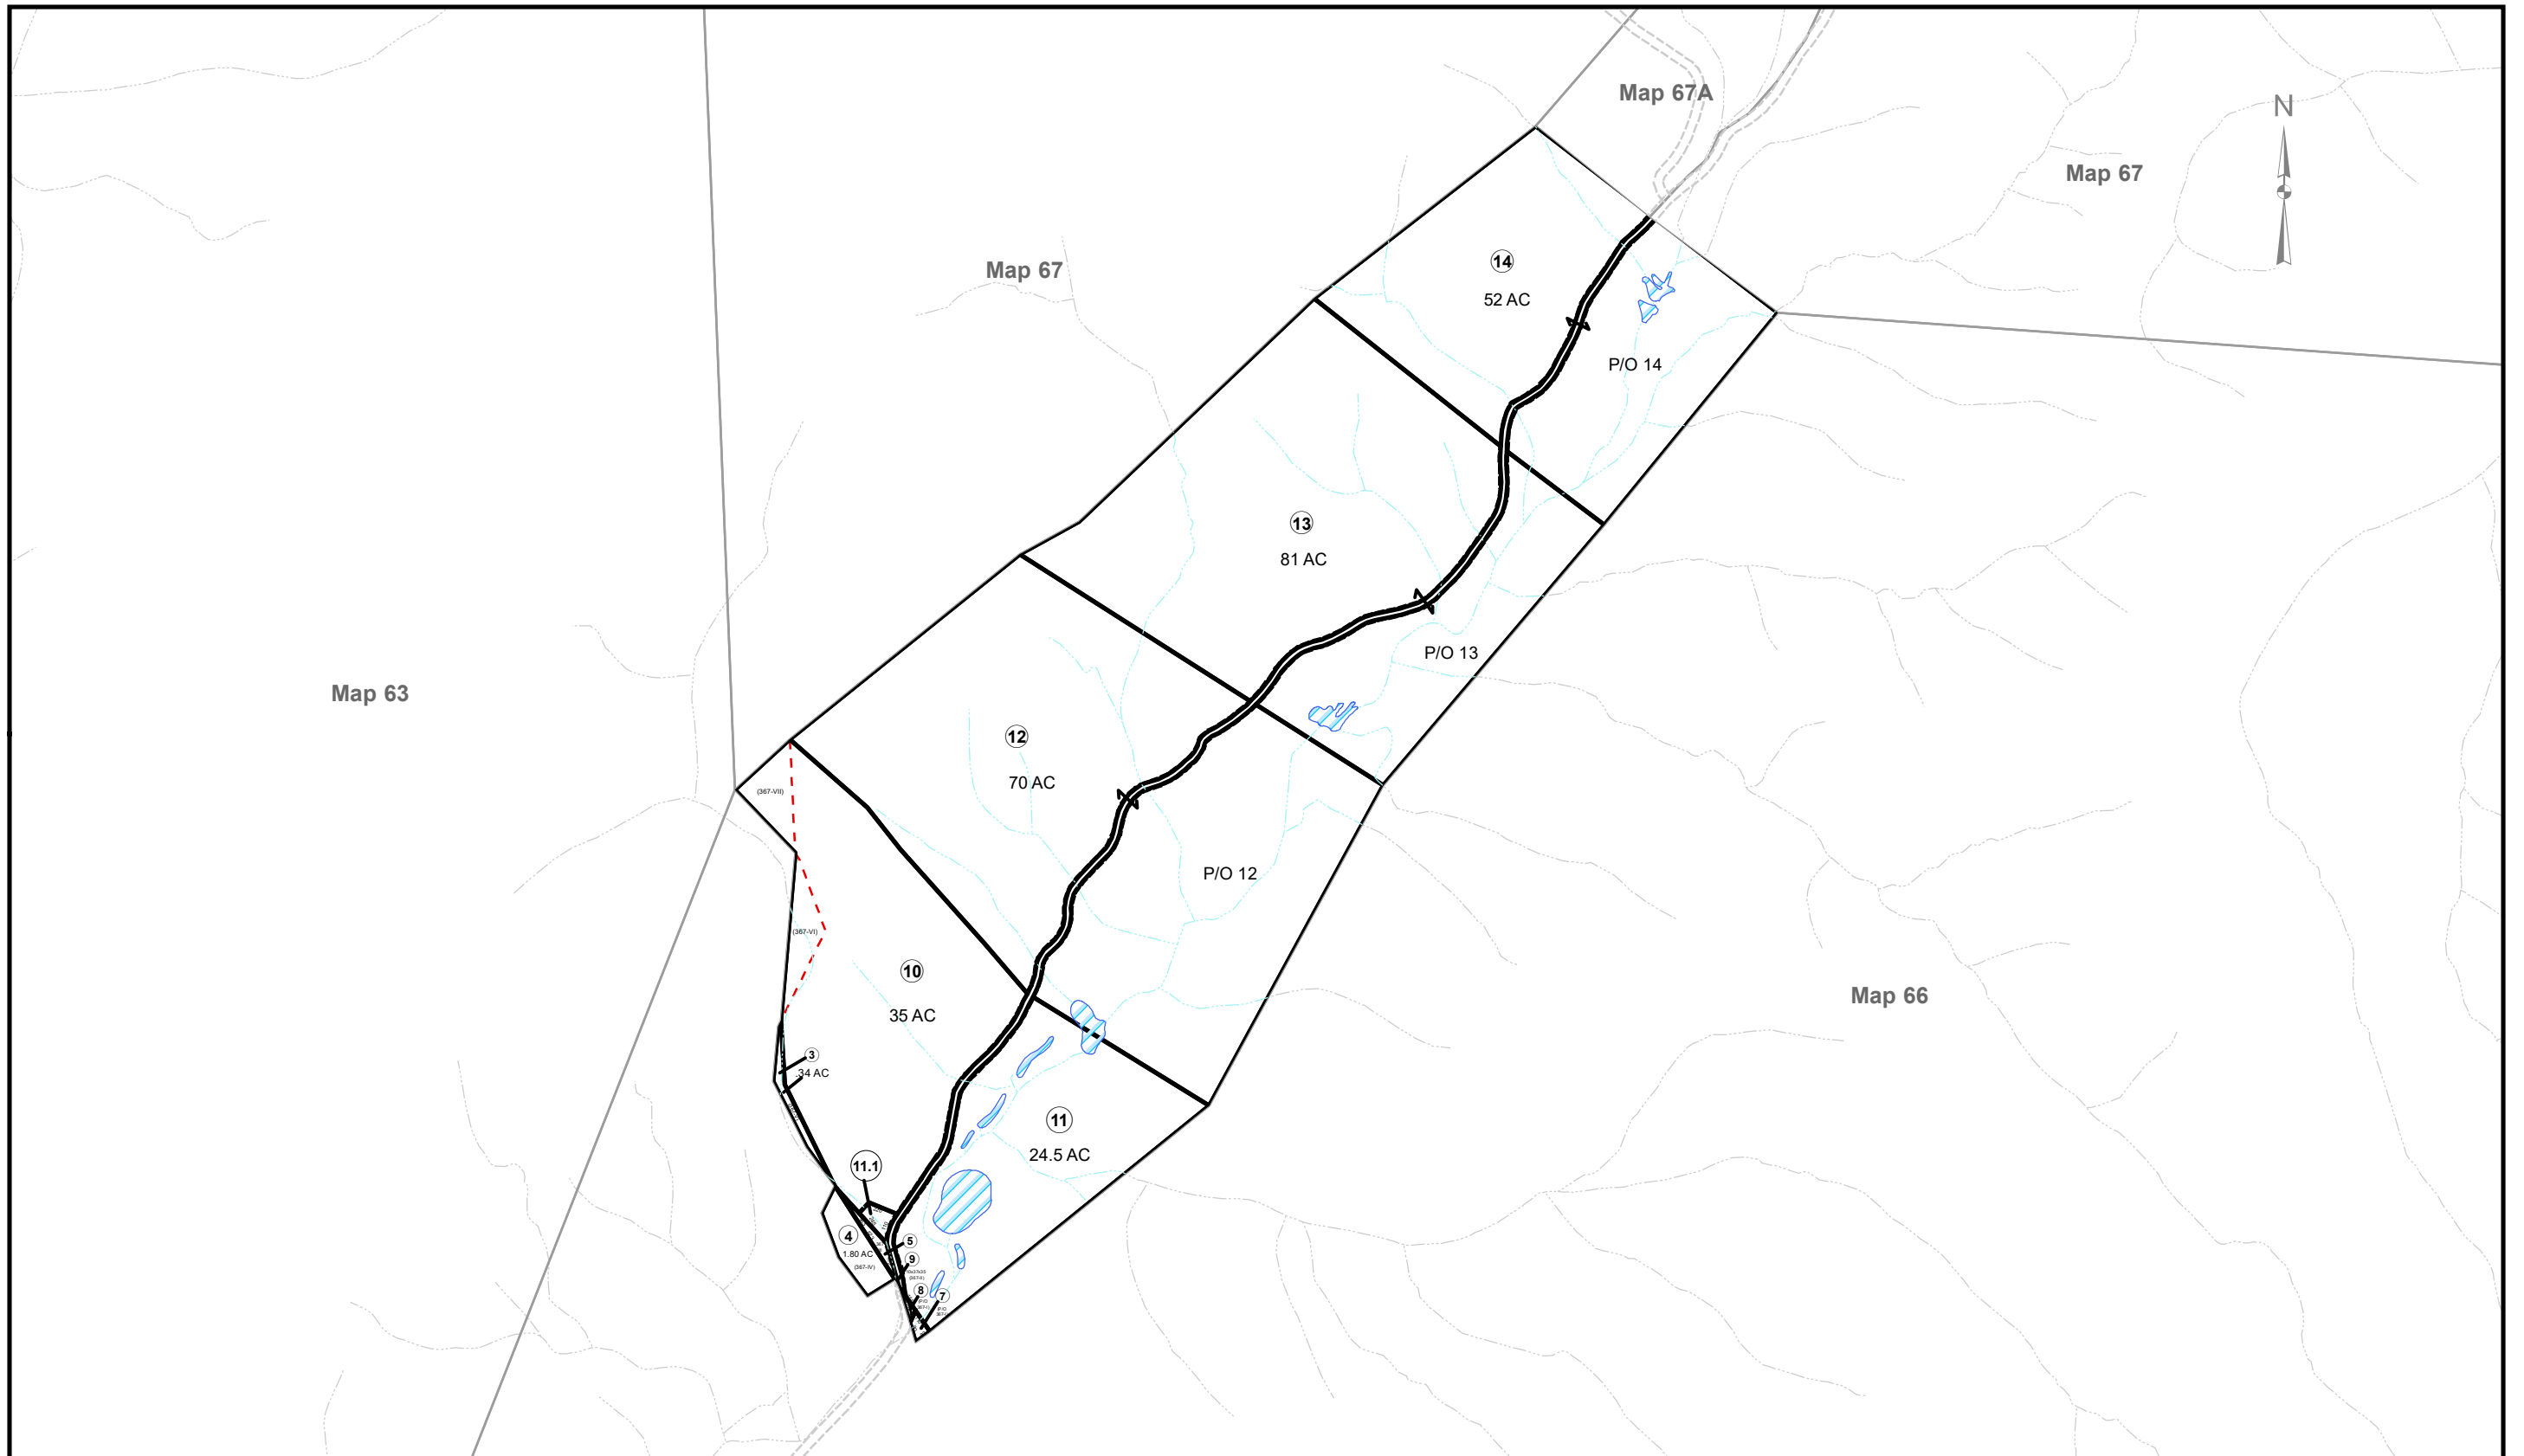 Map 67A
N
Map 67
Map 67
14
52 AC
P/O 14
13
81 AC
P/O 13
Map 63
12
70 AC
(367-VII)
P/O 12
(367-VI)
10
35 AC
Map 66
3
.34 AC
11
24.5 AC
11.1
4
1.80 AC
(367-IV)
5
9
(367-II)
8
7
(P/O
(P/O